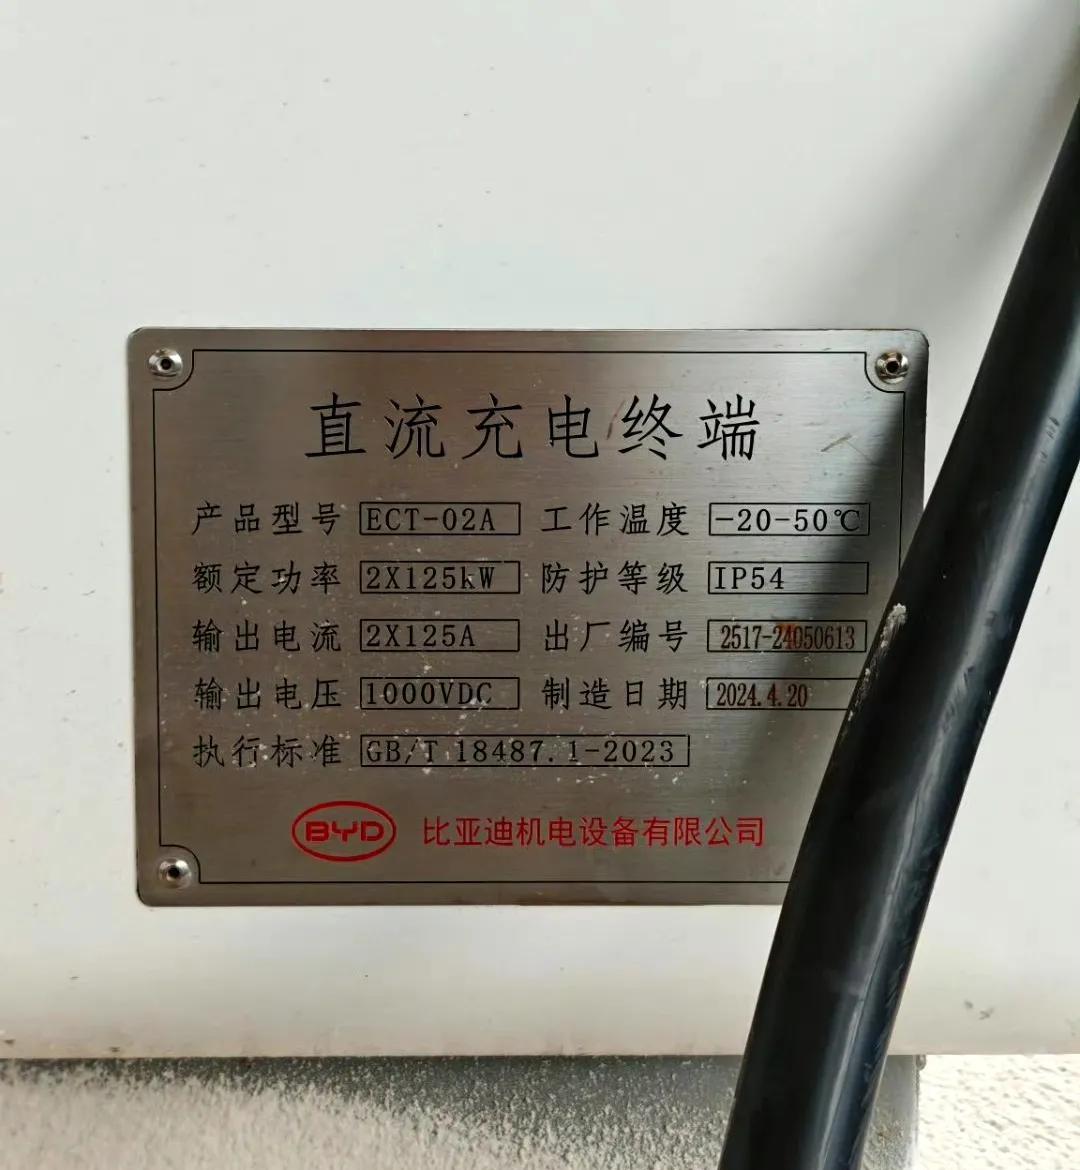 直流充电终端
产品型号 ECT-02A 工作温度 -20-50℃
额定功率 2X125kW 防护等级 IP54
输出电流 2X125A 出厂编号 2517-24050613
输出电压 1000VDC 制造日期 2024.4.20
执行标准 GB/T 18487.1-2023
BYD 比亚迪机电设备有限公司